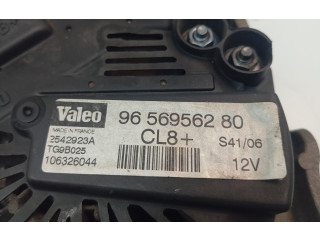 Valeo
MADE IN FRANCE
96 569562 80
2542923A
CL8+
S41/06
TG9B025
106326044
12V